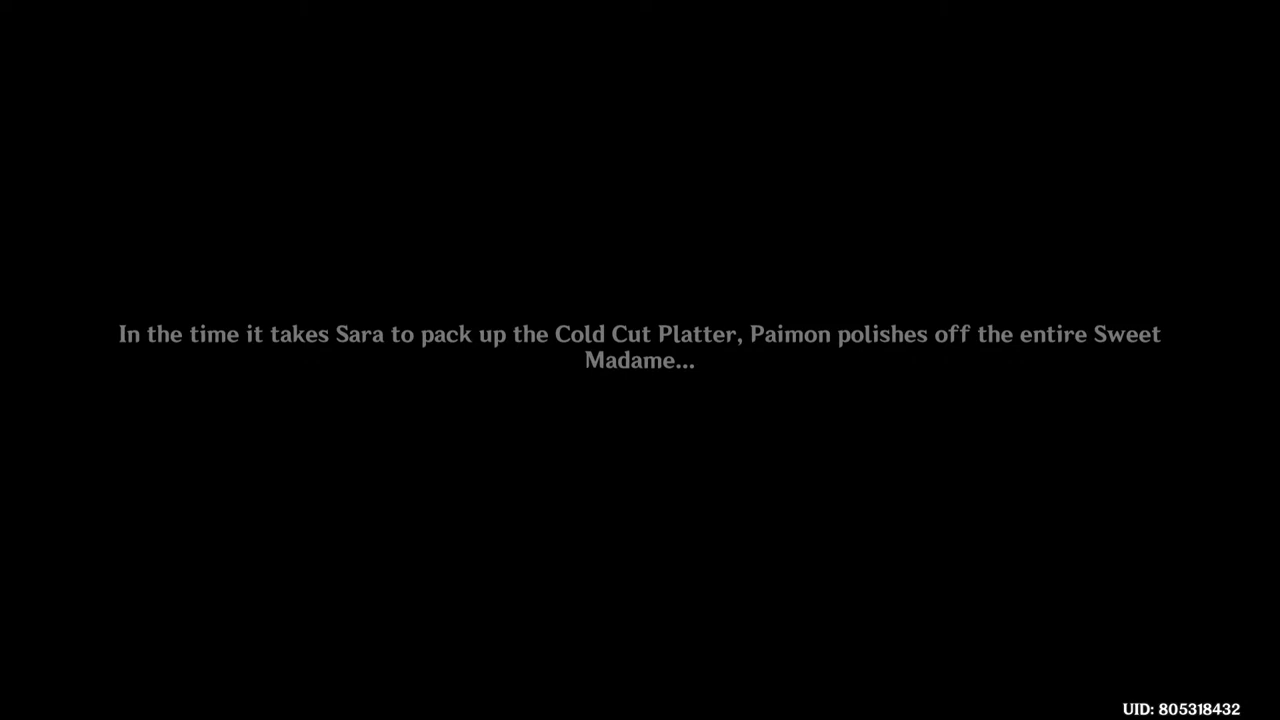 In the time it takes Sara to pack up the Cold Cut Platter, Paimon polishes off the entire Sweet
Madame...
UID: 805318432